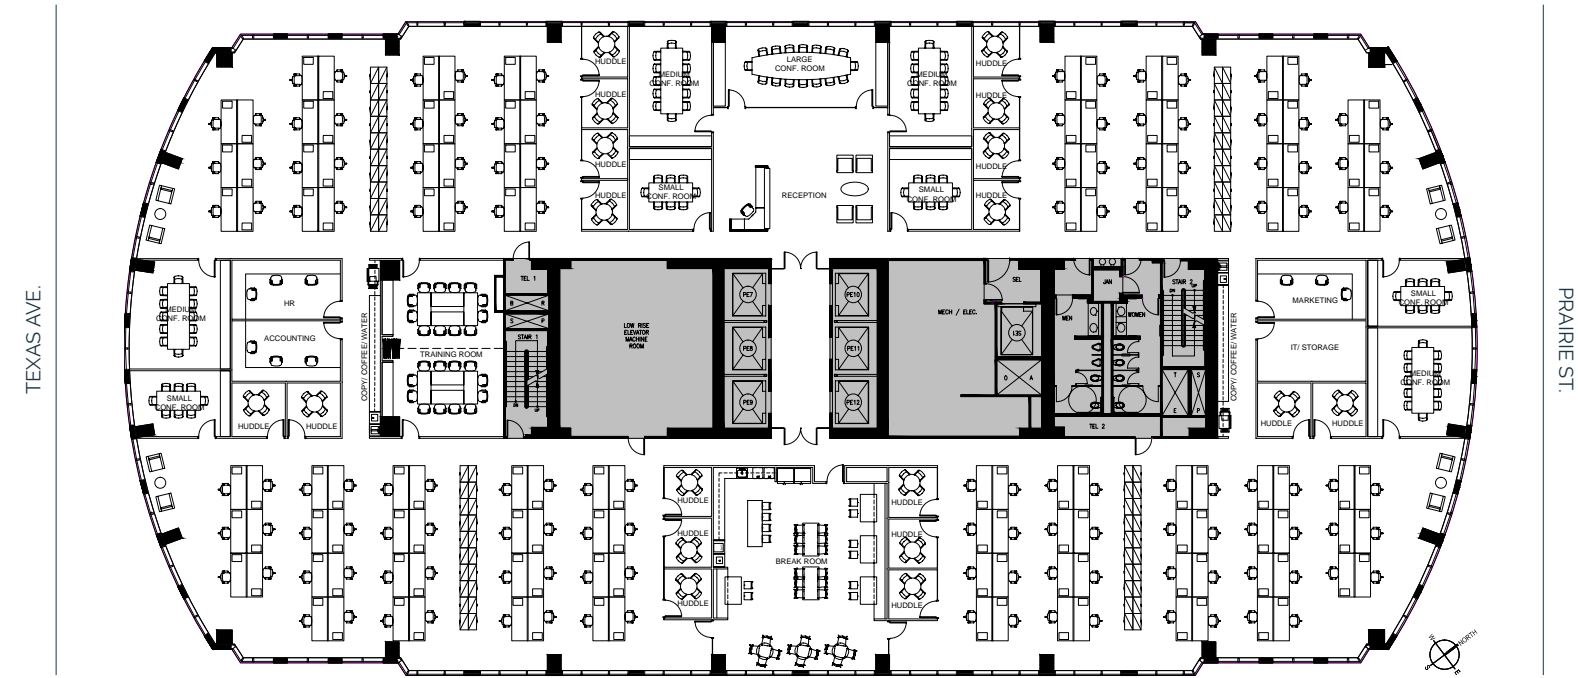 TEXAS AVE.
PRAIRIE ST.
HUDDLE
HUDDLE
HUDDLE
HUDDLE
MEDIUM
CONF. ROOM
SMALL
CONF. ROOM
LARGE
CONF. ROOM
RECEPTION
MEDIUM
CONF. ROOM
SMALL
CONF. ROOM
HUDDLE
HUDDLE
HUDDLE
HUDDLE
MEDIUM
CONF. ROOM
SMALL
CONF. ROOM
HR
ACCOUNTING
HUDDLE
HUDDLE
COPY/ COFFEE/ WATER
TRAINING ROOM
TEL 1
B
R
P
STAIR 1
DN
UP
LOW RISE
ELEVATOR
MACHINE
ROOM
PE7
PE8
PE9
PE10
PE11
PE12
MECH / ELEC.
SEL
O
A
MEN
JAN
WOMEN
STAIR 2
DN
UP
T
E
S
P
TEL 2
COPY/ COFFEE/ WATER
MARKETING
IT/ STORAGE
HUDDLE
HUDDLE
SMALL
CONF. ROOM
MEDIUM
CONF. ROOM
HUDDLE
HUDDLE
HUDDLE
BREAK ROOM
HUDDLE
HUDDLE
HUDDLE
W
NORTH
S
E